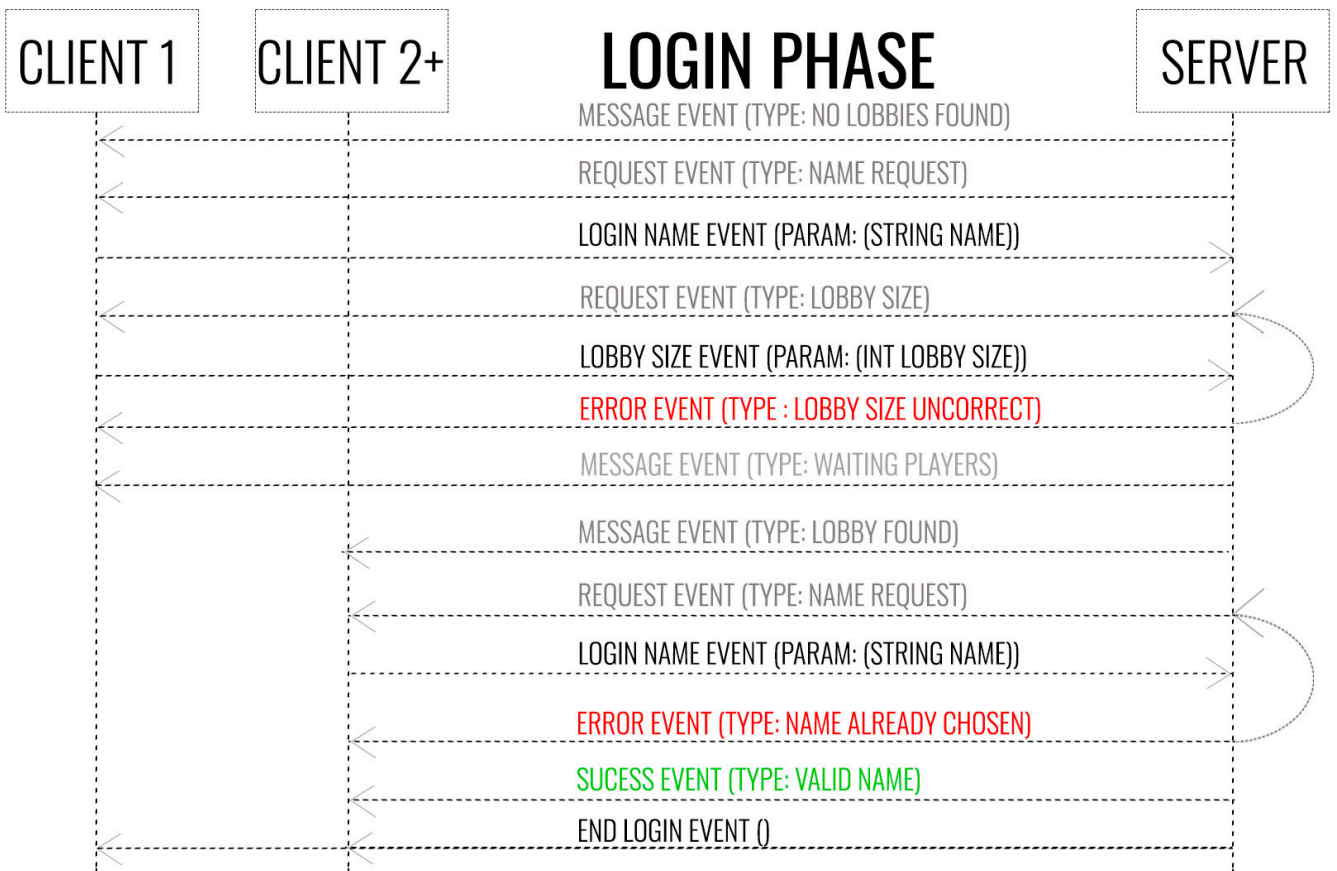 CLIENT 1
CLIENT 2+
LOGIN PHASE
SERVER
MESSAGE EVENT (TYPE: NO LOBBIES FOUND)
REQUEST EVENT (TYPE: NAME REQUEST)
LOGIN NAME EVENT (PARAM: (STRING NAME))
REQUEST EVENT (TYPE: LOBBY SIZE)
LOBBY SIZE EVENT (PARAM: (INT LOBBY SIZE))
ERROR EVENT (TYPE : LOBBY SIZE UNCORRECT)
MESSAGE EVENT (TYPE: WAITING PLAYERS)
MESSAGE EVENT (TYPE: LOBBY FOUND)
REQUEST EVENT (TYPE: NAME REQUEST)
LOGIN NAME EVENT (PARAM: (STRING NAME))
ERROR EVENT (TYPE: NAME ALREADY CHOSEN)
SUCESS EVENT (TYPE: VALID NAME)
END LOGIN EVENT ()